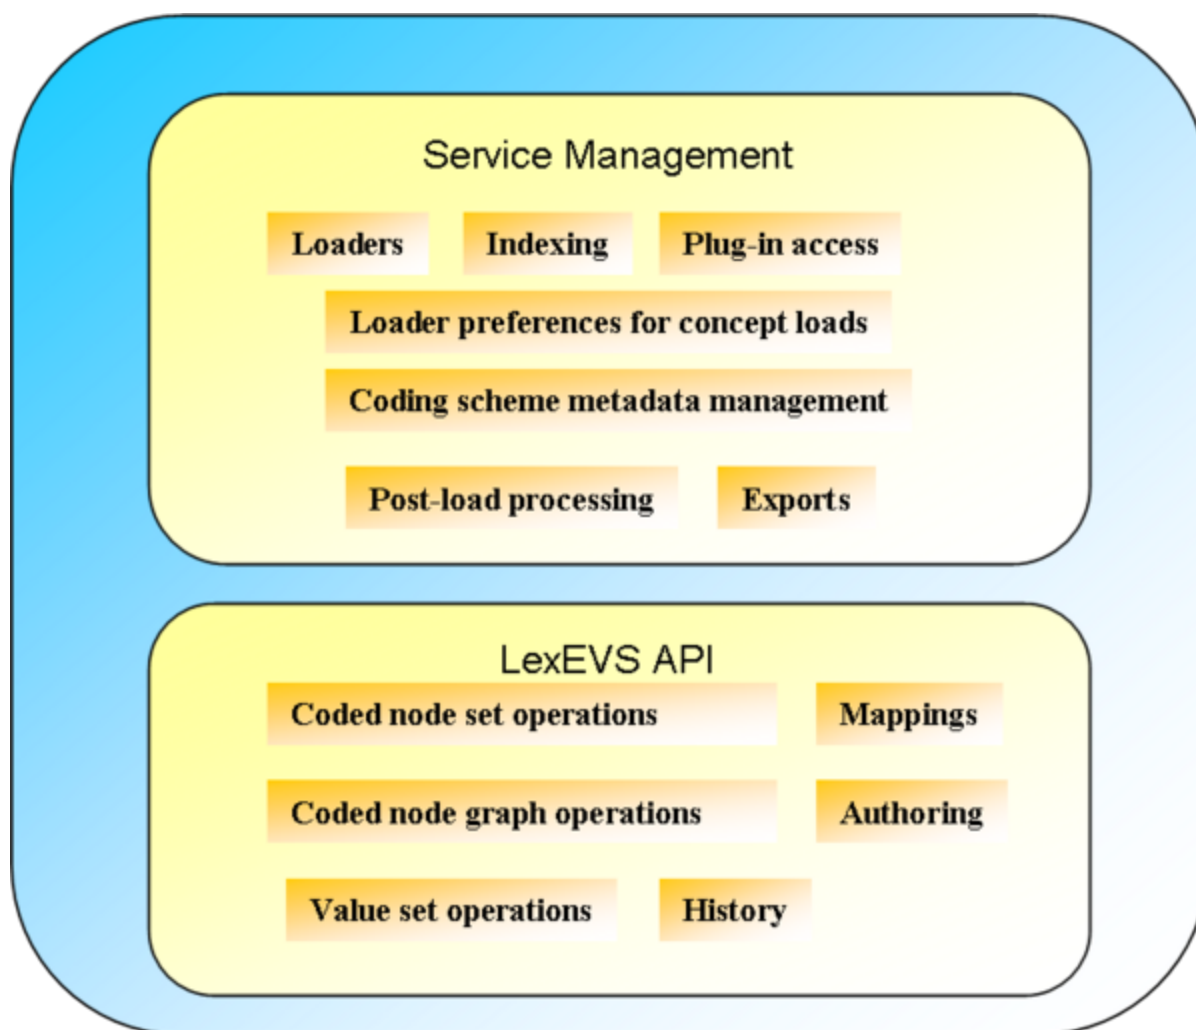 Service Management
Loaders
Indexing
Plug-in access
Loader preferences for concept loads
Coding scheme metadata management
Post-load processing
Exports
LexEVS API
Coded node set operations
Mappings
Coded node graph operations
Authoring
Value set operations
History